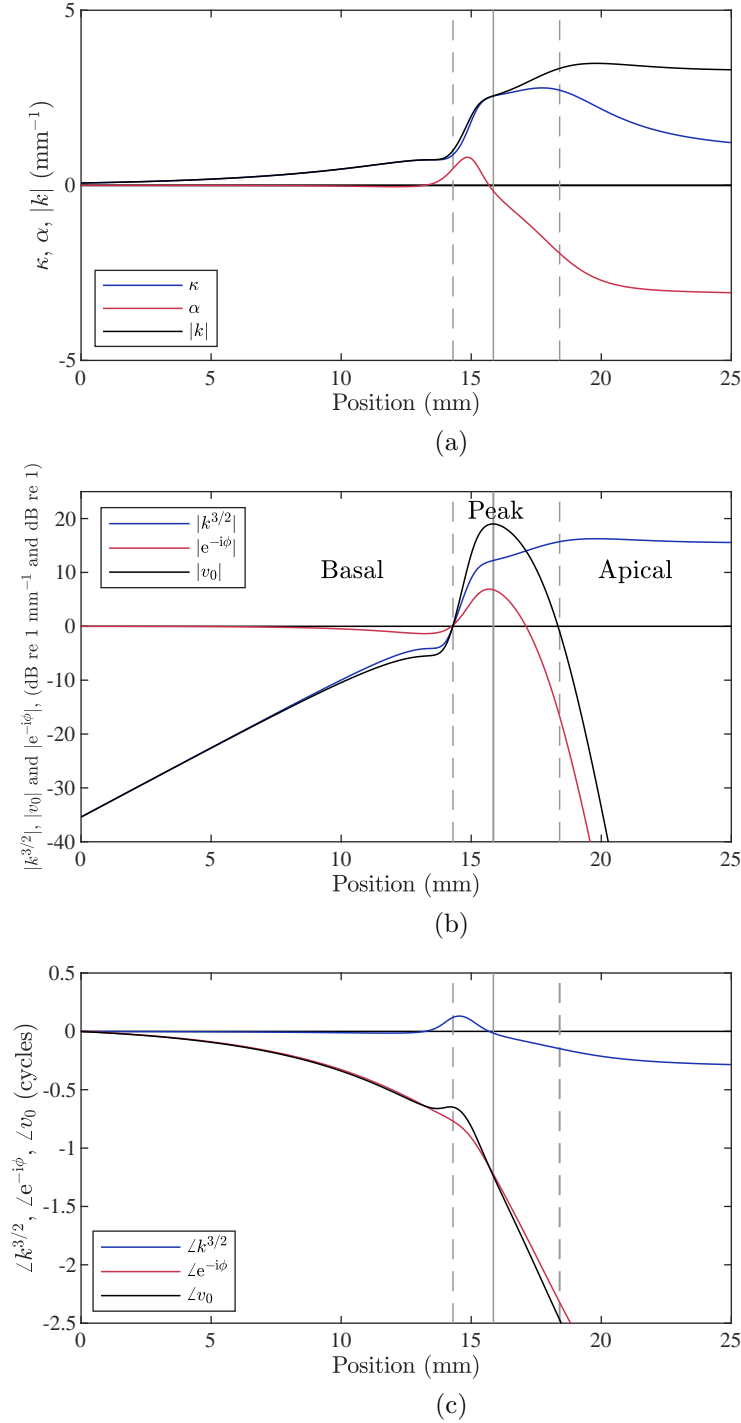 5
0
-5
κ, α, |k| (mm⁻¹)
κ
α
|k|
0 5 10 15 20 25
Position (mm)
(a)
20
10
0
-10
-20
-30
-40
|k^{3/2}|, |v₀| and |e^{−iϕ}|, (dB re 1 mm⁻¹ and dB re 1)
|k^{3/2}|
|e^{−iϕ}|
|v₀|
Peak
Basal Apical
0 5 10 15 20 25
Position (mm)
(b)
0.5
0
-0.5
-1
-1.5
-2
-2.5
∠k^{3/2}, ∠e^{−iϕ}, ∠v₀ (cycles)
∠k^{3/2}
∠e^{−iϕ}
∠v₀
0 5 10 15 20 25
Position (mm)
(c)